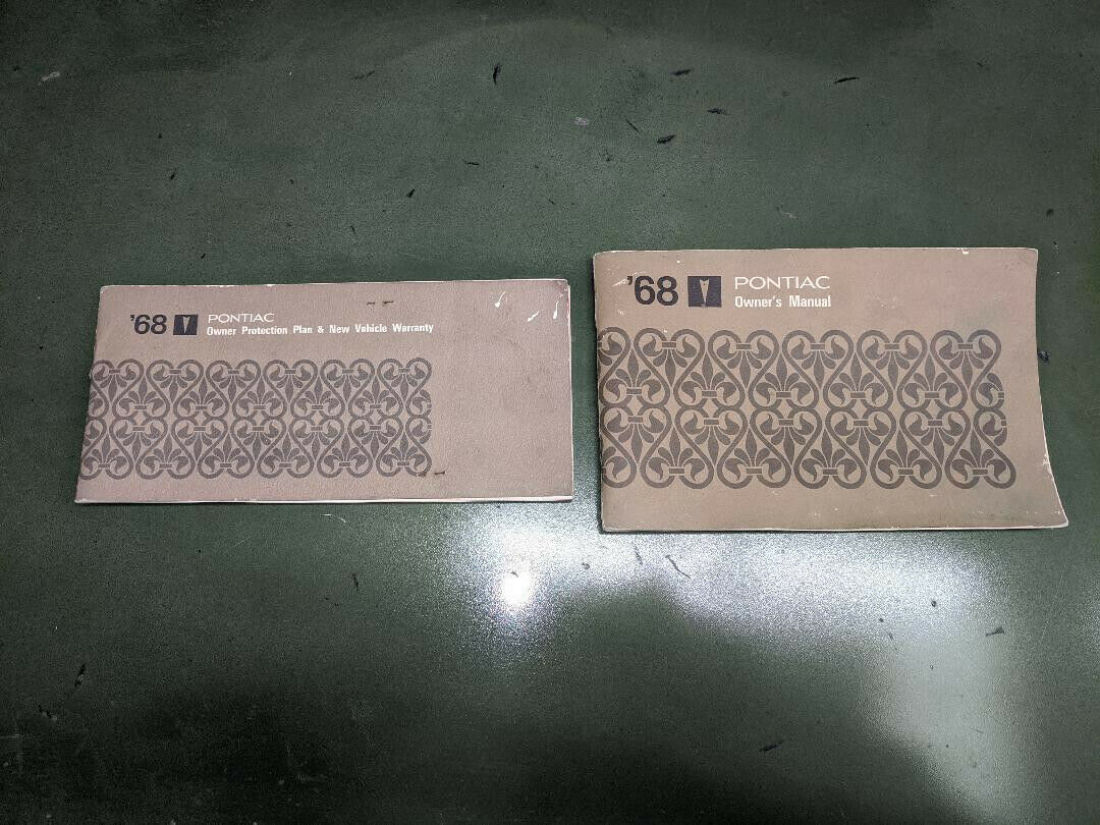 '68 PONTIAC
Owner Protection Plan & New Vehicle Warranty
'68 PONTIAC
Owner's Manual